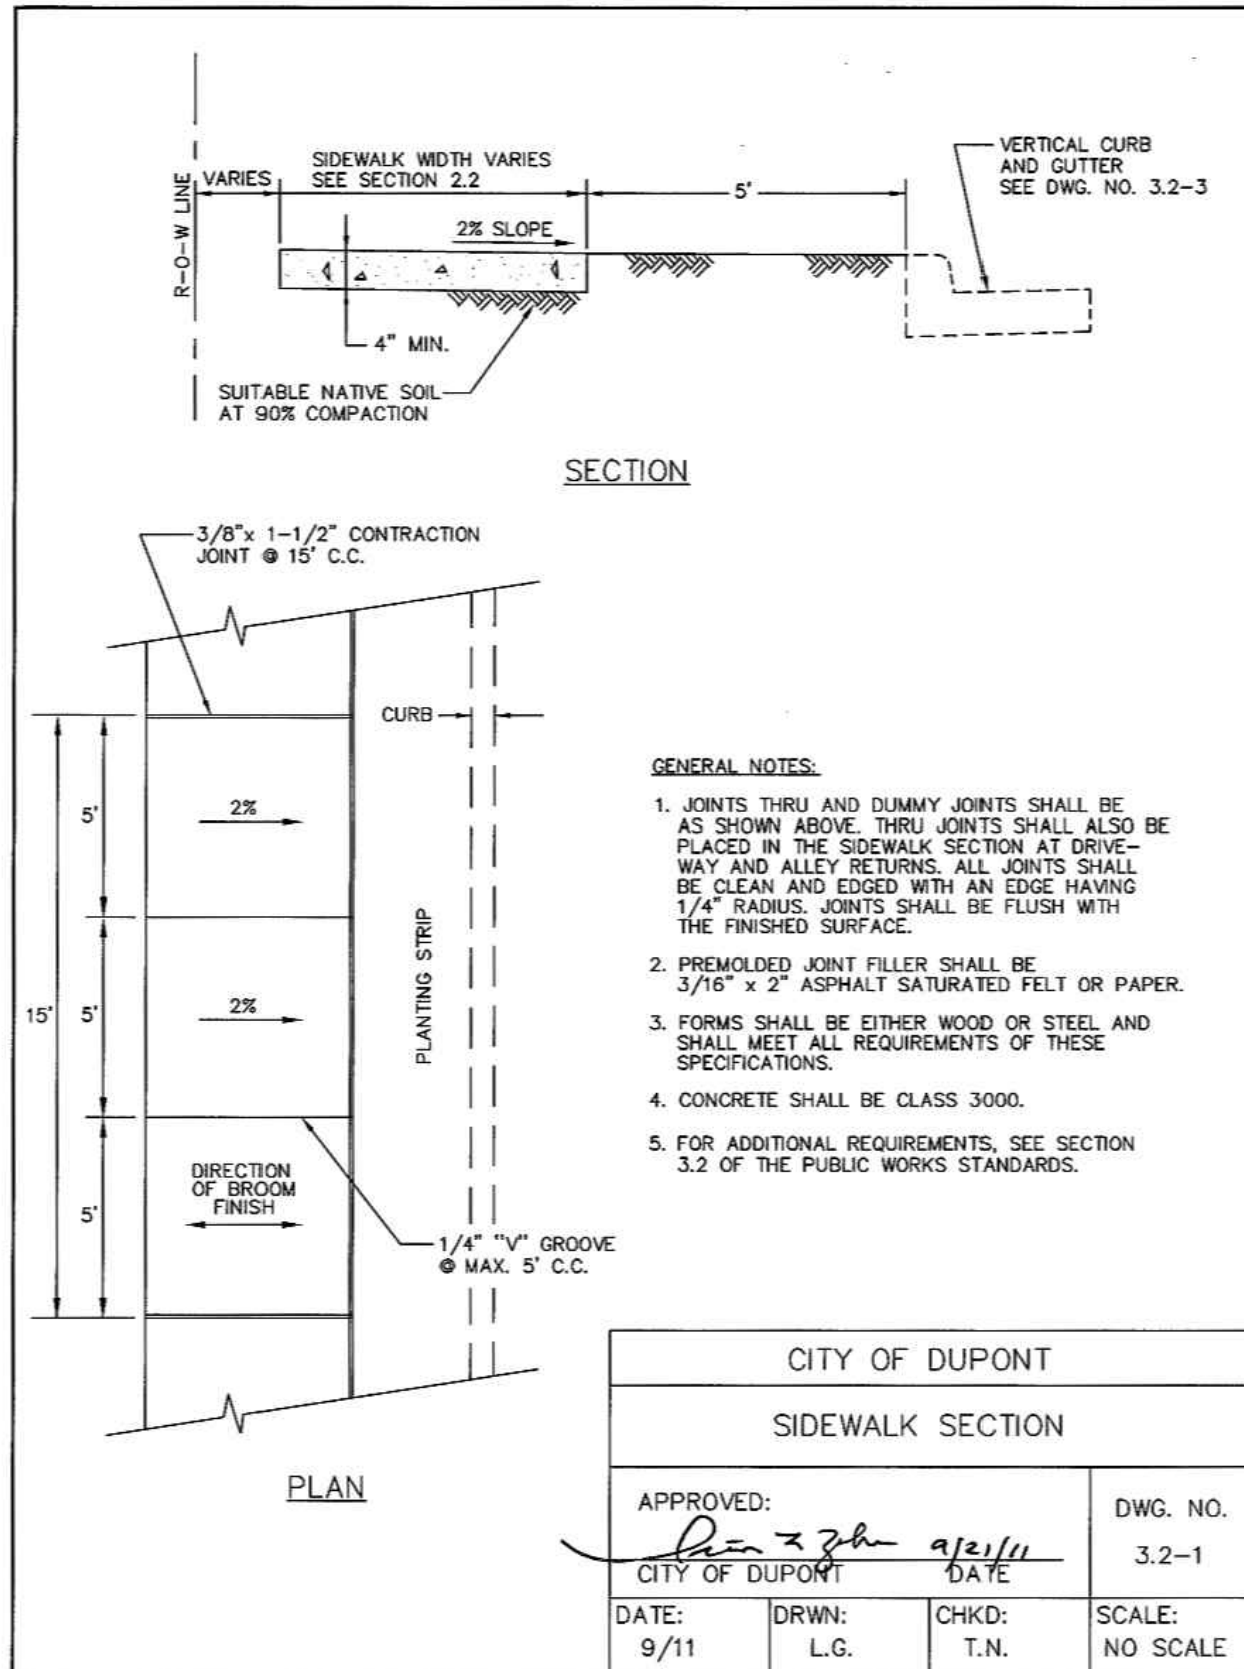 R-O-W LINE
VARIES
SIDEWALK WIDTH VARIES
SEE SECTION 2.2
5'
VERTICAL CURB
AND GUTTER
SEE DWG. NO. 3.2-3
2% SLOPE
4" MIN.
SUITABLE NATIVE SOIL
AT 90% COMPACTION
SECTION
3/8"x 1-1/2" CONTRACTION
JOINT @ 15' C.C.
CURB
5'
2%
15'
5'
2%
PLANTING STRIP
5'
DIRECTION
OF BROOM
FINISH
1/4" "V" GROOVE
@ MAX. 5' C.C.
PLAN
GENERAL NOTES:
1. JOINTS THRU AND DUMMY JOINTS SHALL BE
AS SHOWN ABOVE. THRU JOINTS SHALL ALSO BE
PLACED IN THE SIDEWALK SECTION AT DRIVE-
WAY AND ALLEY RETURNS. ALL JOINTS SHALL
BE CLEAN AND EDGED WITH AN EDGE HAVING
1/4" RADIUS. JOINTS SHALL BE FLUSH WITH
THE FINISHED SURFACE.
2. PREMOLDED JOINT FILLER SHALL BE
3/16" x 2" ASPHALT SATURATED FELT OR PAPER.
3. FORMS SHALL BE EITHER WOOD OR STEEL AND
SHALL MEET ALL REQUIREMENTS OF THESE
SPECIFICATIONS.
4. CONCRETE SHALL BE CLASS 3000.
5. FOR ADDITIONAL REQUIREMENTS, SEE SECTION
3.2 OF THE PUBLIC WORKS STANDARDS.
CITY OF DUPONT
SIDEWALK SECTION
APPROVED:
9/21/11
CITY OF DUPONT DATE
DWG. NO.
3.2-1
DATE:
9/11
DRWN:
L.G.
CHKD:
T.N.
SCALE:
NO SCALE